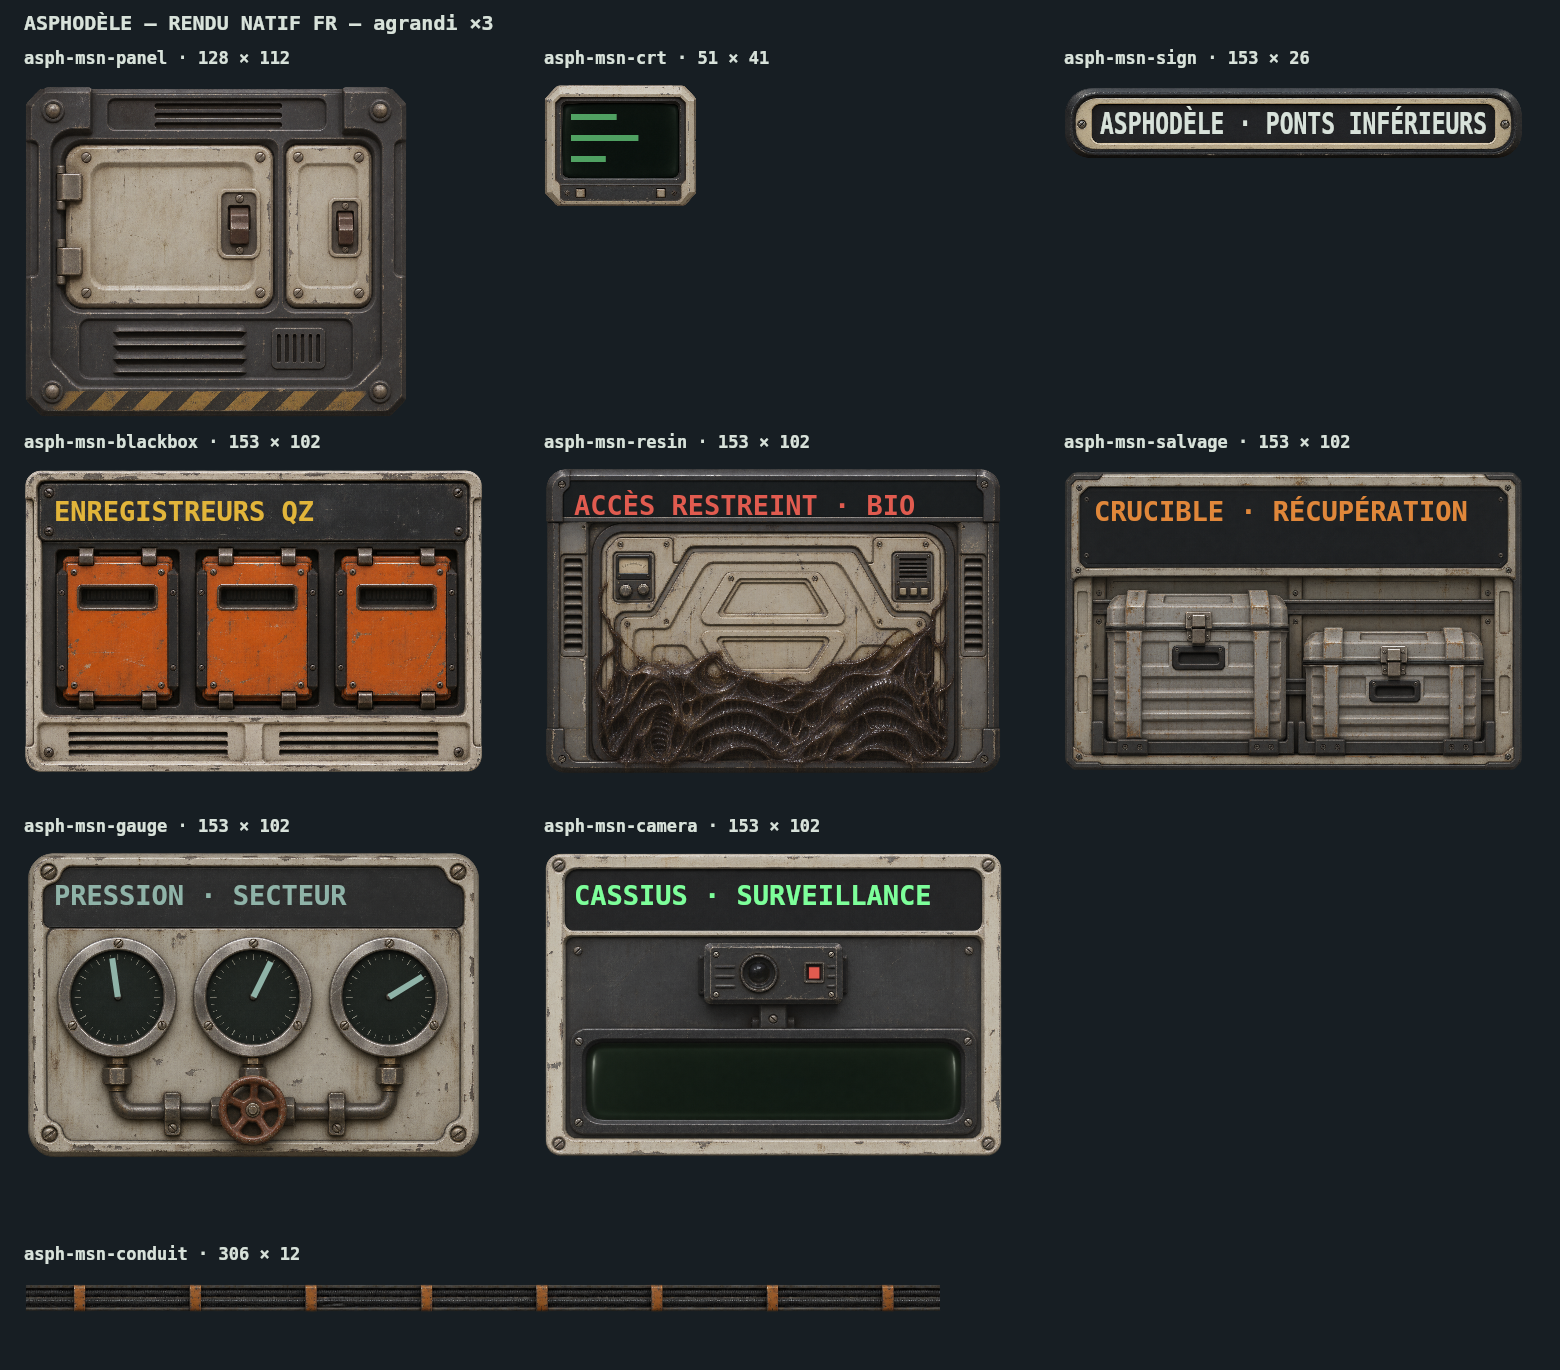 ASPHODÈLE — RENDU NATIF FR — agrandi ×3
asph-msn-panel · 128 × 112
asph-msn-crt · 51 × 41
asph-msn-sign · 153 × 26
ASPHODÈLE · PONTS INFÉRIEURS
asph-msn-blackbox · 153 × 102
asph-msn-resin · 153 × 102
asph-msn-salvage · 153 × 102
ENREGISTREURS QZ
ACCÈS RESTREINT · BIO
CRUCIBLE · RÉCUPÉRATION
asph-msn-gauge · 153 × 102
asph-msn-camera · 153 × 102
PRESSION · SECTEUR
CASSIUS · SURVEILLANCE
asph-msn-conduit · 306 × 12